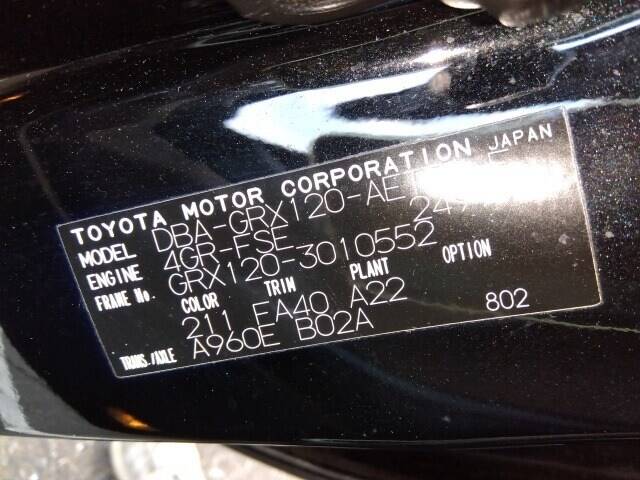 TOYOTA MOTOR CORPORATION JAPAN
MODEL DBA-GRX120-AE
ENGINE 4GR-FSE
FRAME No. GRX120-3010552
COLOR TRIM PLANT OPTION
211 FA40 A22 802
TRANS./AXLE A960E B02A